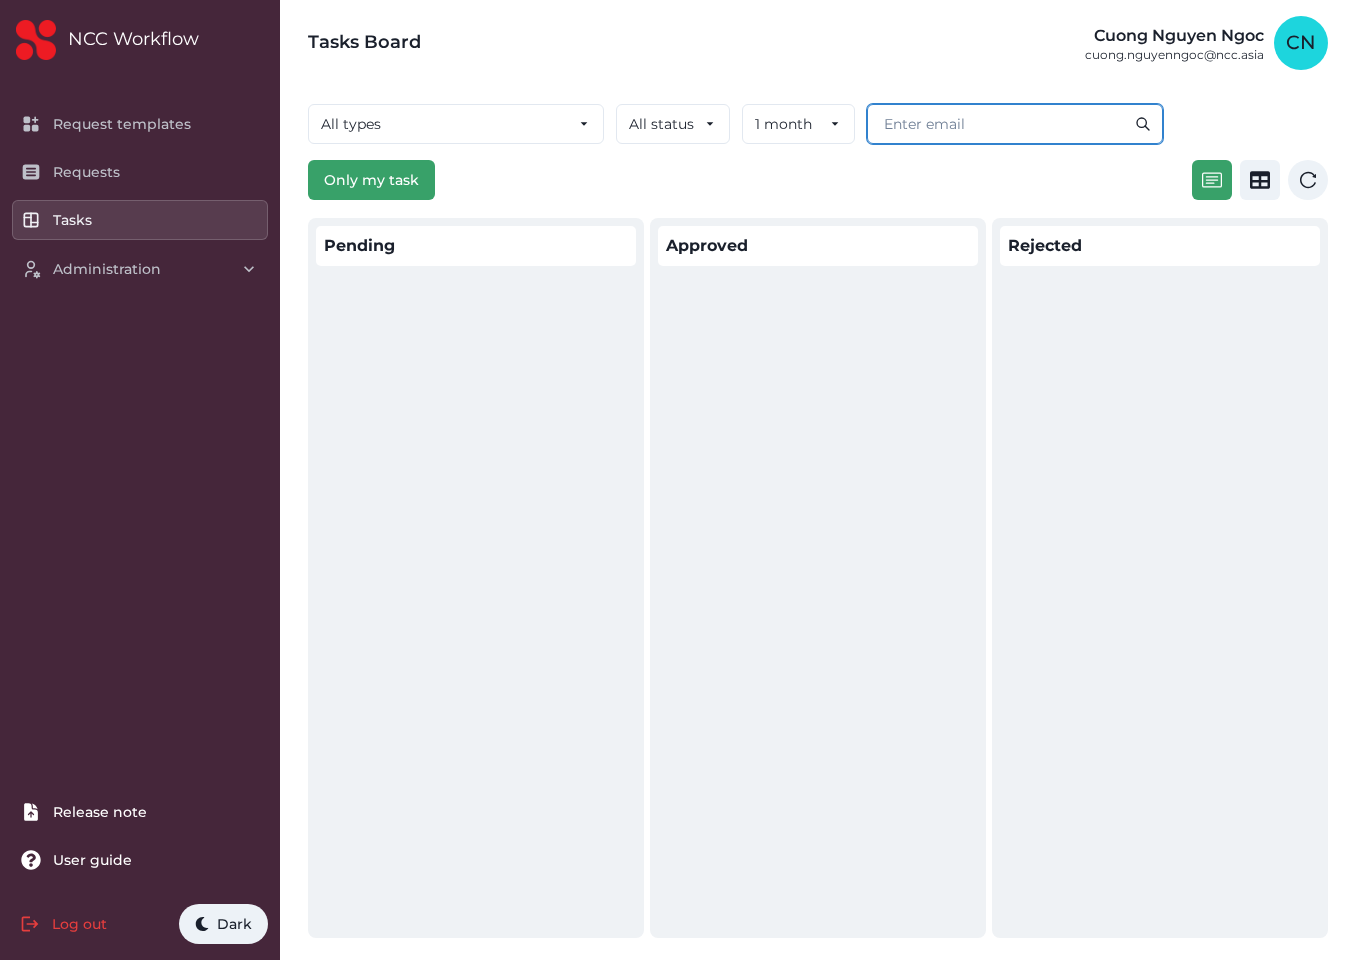 NCC Workflow
Request templates
Requests
Tasks
Administration
Release note
User guide
Log out
Dark
Tasks Board
Cuong Nguyen Ngoc
cuong.nguyenngoc@ncc.asia
CN
All types
All status
1 month
Enter email
Only my task
Pending
Approved
Rejected